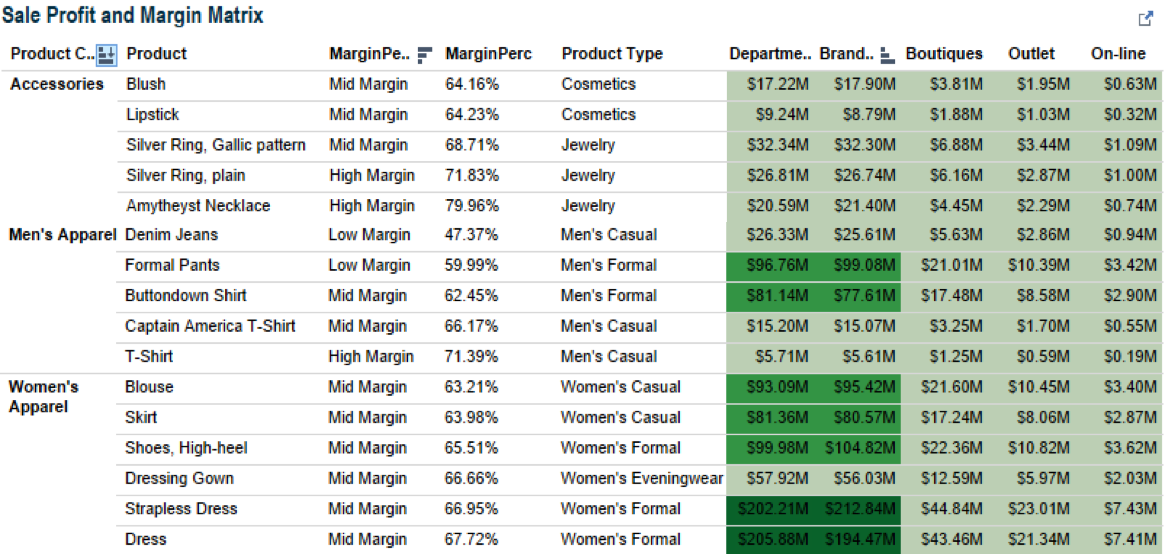 Sale Profit and Margin Matrix
Product C.. Product MarginPe.. MarginPerc Product Type Departme.. Brand.. Boutiques Outlet On-line
Accessories Blush Mid Margin 64.16% Cosmetics $17.22M $17.90M $3.81M $1.95M $0.63M
Lipstick Mid Margin 64.23% Cosmetics $9.24M $8.79M $1.88M $1.03M $0.32M
Silver Ring, Gallic pattern Mid Margin 68.71% Jewelry $32.34M $32.30M $6.88M $3.44M $1.09M
Silver Ring, plain High Margin 71.83% Jewelry $26.81M $26.74M $6.16M $2.87M $1.00M
Amytheyst Necklace High Margin 79.96% Jewelry $20.59M $21.40M $4.45M $2.29M $0.74M
Men's Apparel Denim Jeans Low Margin 47.37% Men's Casual $26.33M $25.61M $5.63M $2.86M $0.94M
Formal Pants Low Margin 59.99% Men's Formal $96.76M $99.08M $21.01M $10.39M $3.42M
Buttondown Shirt Mid Margin 62.45% Men's Formal $81.14M $77.61M $17.48M $8.58M $2.90M
Captain America T-Shirt Mid Margin 66.17% Men's Casual $15.20M $15.07M $3.25M $1.70M $0.55M
T-Shirt High Margin 71.39% Men's Casual $5.71M $5.61M $1.25M $0.59M $0.19M
Women's Blouse Mid Margin 63.21% Women's Casual $93.09M $95.42M $21.60M $10.45M $3.40M
Apparel
Skirt Mid Margin 63.98% Women's Casual $81.36M $80.57M $17.24M $8.06M $2.87M
Shoes, High-heel Mid Margin 65.51% Women's Formal $99.98M $104.82M $22.36M $10.82M $3.62M
Dressing Gown Mid Margin 66.66% Women's Eveningwear $57.92M $56.03M $12.59M $5.97M $2.03M
Strapless Dress Mid Margin 66.95% Women's Formal $202.21M $212.84M $44.84M $23.01M $7.43M
Dress Mid Margin 67.72% Women's Formal $205.88M $194.47M $43.46M $21.34M $7.41M